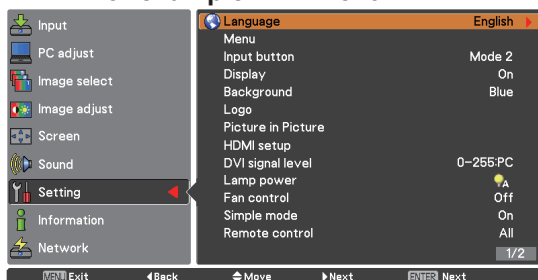 Input
PC adjust
Image select
Image adjust
Screen
Sound
Setting
Information
Network
Language English
Menu
Input button Mode 2
Display On
Background Blue
Logo
Picture in Picture
HDMI setup
DVI signal level 0-255:PC
Lamp power A
Fan control Off
Simple mode On
Remote control All
1/2
MENU Exit Back Move Next ENTER Next